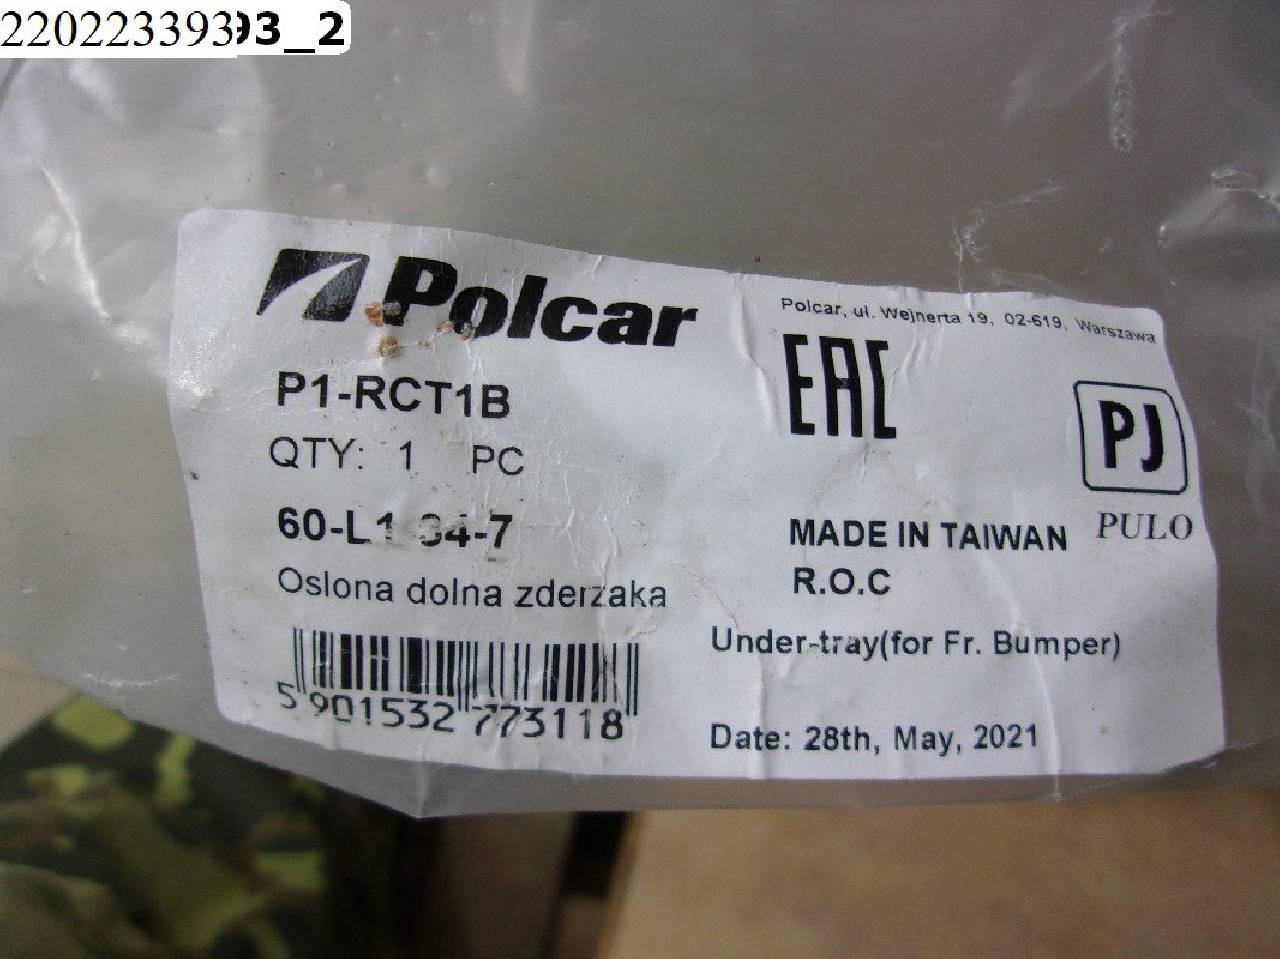 22022339393_2
Polcar
Polcar, ul. Wejnerta 19, 02-619, Warszawa
EAC
P1-RCT1B
PJ
QTY: 1 PC
PULO
MADE IN TAIWAN
R.O.C
Oslona dolna zderzaka
Under-tray(for Fr. Bumper)
5 901532 773118
Date: 28th, May, 2021